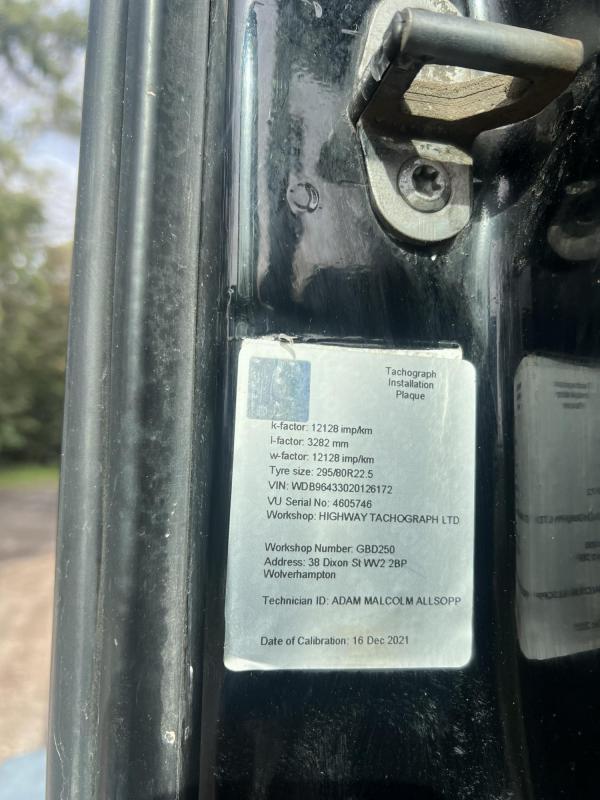 Tachograph
Installation
Plaque
k-factor: 12128 imp/km
l-factor: 3282 mm
w-factor: 12128 imp/km
Tyre size: 295/80R22.5
VIN: WDB96433020126172
VU Serial No: 4605746
Workshop: HIGHWAY TACHOGRAPH LTD
Workshop Number: GBD250
Address: 38 Dixon St WV2 2BP
Wolverhampton
Technician ID: ADAM MALCOLM ALLSOPP
Date of Calibration: 16 Dec 2021